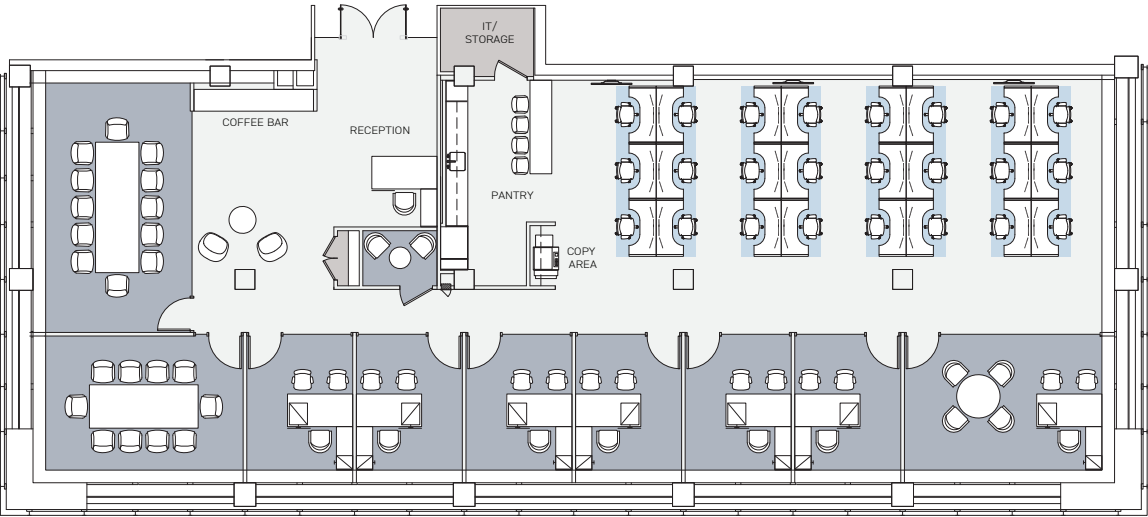 IT/
STORAGE
COFFEE BAR
RECEPTION
PANTRY
COPY
AREA